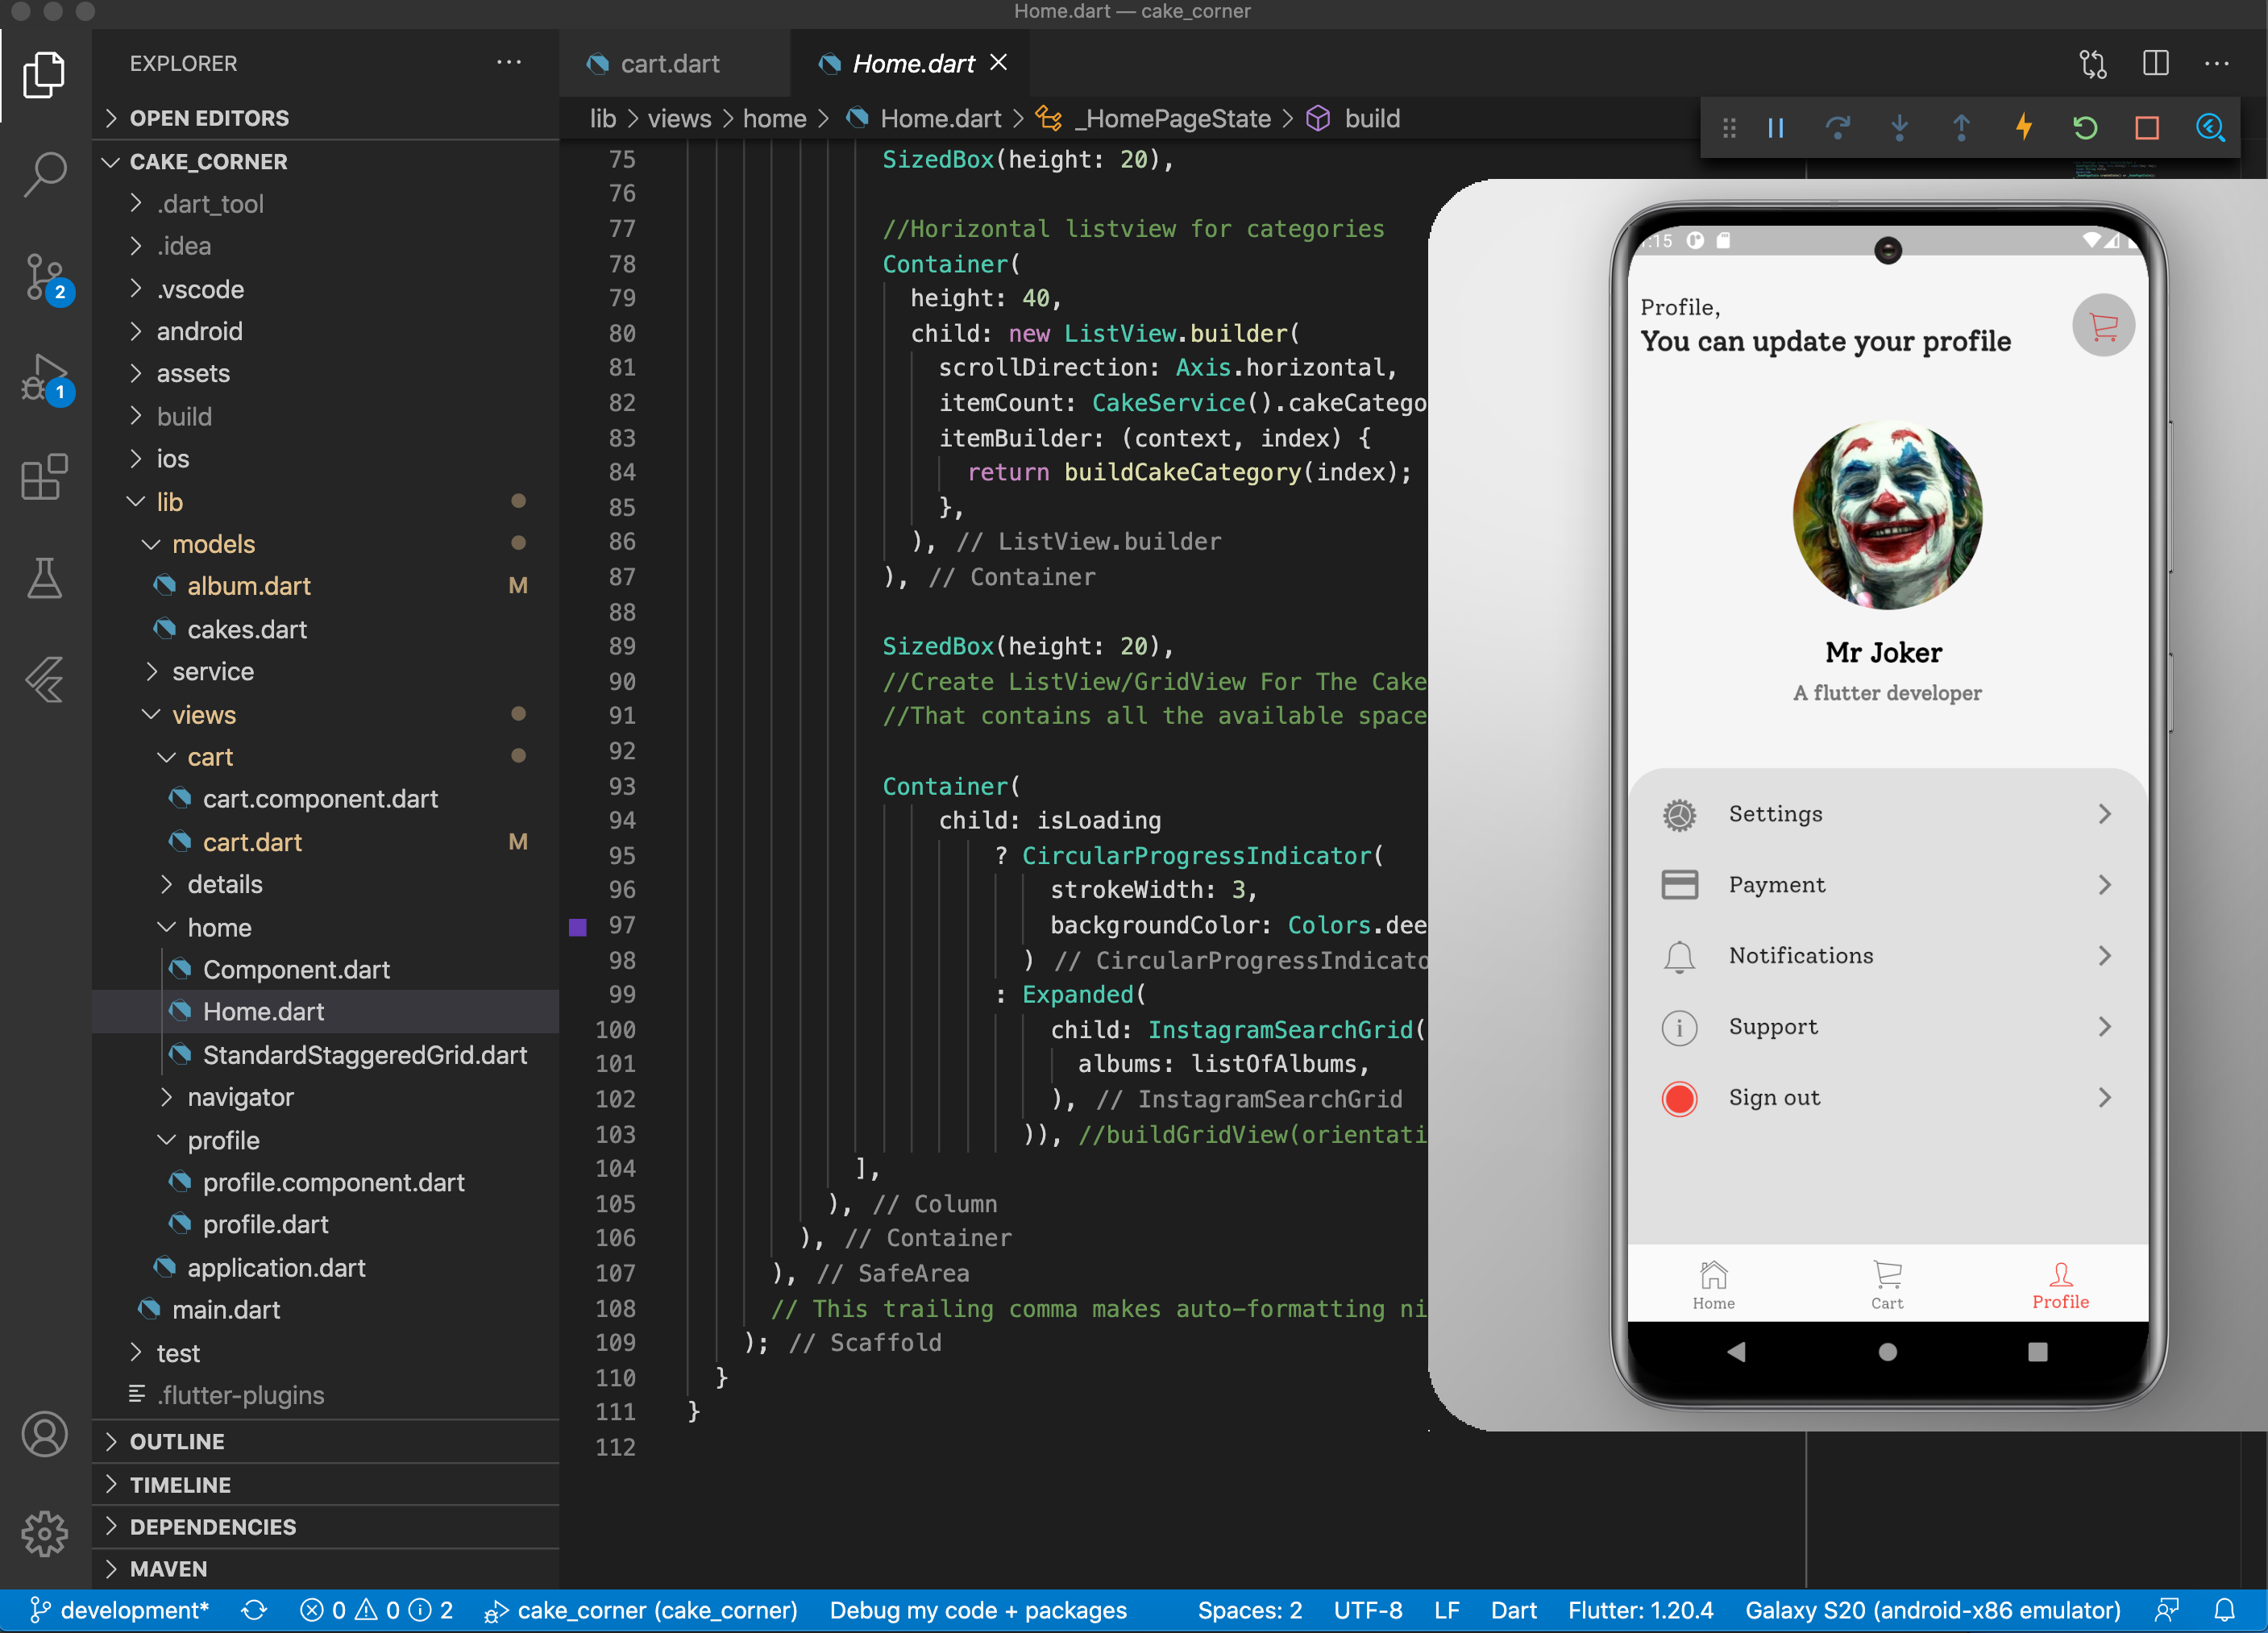 Home.dart — cake_corner
EXPLORER
OPEN EDITORS
CAKE_CORNER
.dart_tool
.idea
.vscode
android
assets
build
ios
lib
models
album.dart M
cakes.dart
service
views
cart
cart.component.dart
cart.dart M
details
home
Component.dart
Home.dart
StandardStaggeredGrid.dart
navigator
profile
profile.component.dart
profile.dart
application.dart
main.dart
test
.flutter-plugins
OUTLINE
TIMELINE
DEPENDENCIES
MAVEN
2
1
cart.dart
Home.dart
lib > views > home > Home.dart > _HomePageState > build
75 SizedBox(height: 20),
76
77 //Horizontal listview for categories
78 Container(
79 height: 40,
80 child: new ListView.builder(
81 scrollDirection: Axis.horizontal,
82 itemCount: CakeService().cakeCatego
83 itemBuilder: (context, index) {
84 return buildCakeCategory(index);
85 },
86 ), // ListView.builder
87 ), // Container
88
89 SizedBox(height: 20),
90 //Create ListView/GridView For The Cake
91 //That contains all the available space
92
93 Container(
94 child: isLoading
95 ? CircularProgressIndicator(
96 strokeWidth: 3,
97 backgroundColor: Colors.dee
98 ) // CircularProgressIndicato
99 : Expanded(
100 child: InstagramSearchGrid(
101 albums: listOfAlbums,
102 ), // InstagramSearchGrid
103 )), //buildGridView(orientati
104 ],
105 ), // Column
106 ), // Container
107 ), // SafeArea
108 // This trailing comma makes auto-formatting ni
109 ); // Scaffold
110 }
111 }
112
:15
Profile,
You can update your profile
Mr Joker
A flutter developer
Settings
Payment
Notifications
Support
Sign out
Home
Cart
Profile
development* 0 0 2 cake_corner (cake_corner) Debug my code + packages Spaces: 2 UTF-8 LF Dart Flutter: 1.20.4 Galaxy S20 (android-x86 emulator)